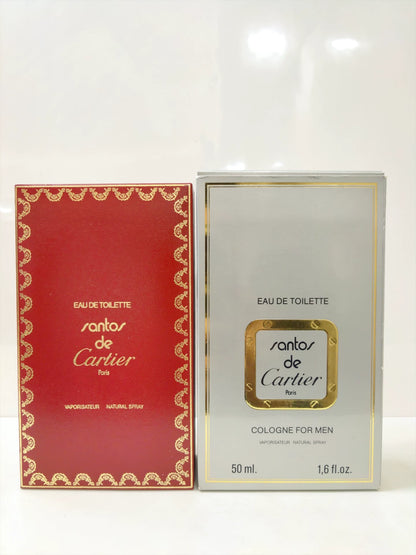 EAU DE TOILETTE
santos
de
Cartier
Paris
VAPORISATEUR NATURAL SPRAY
EAU DE TOILETTE
santos
de
Cartier
Paris
COLOGNE FOR MEN
VAPORISATEUR NATURAL SPRAY
50 ml. 1,6 fl.oz.